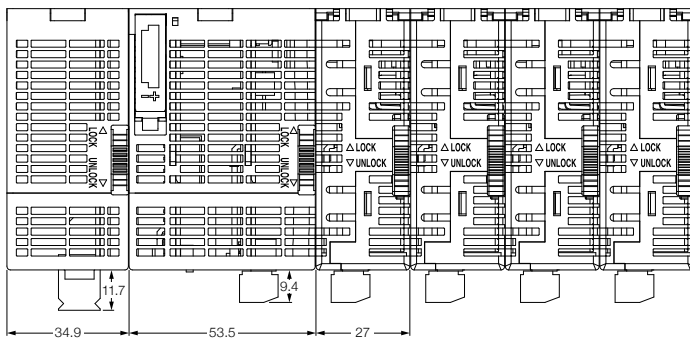 △LOCK
△LOCK
△LOCK
△LOCK
LOCK △
LOCK △
▽UNLOCK
▽UNLOCK
▽UNLOCK
▽UNLOCK
UNLOCK ▽
UNLOCK ▽
11.7
9.4
34.9
53.5
27